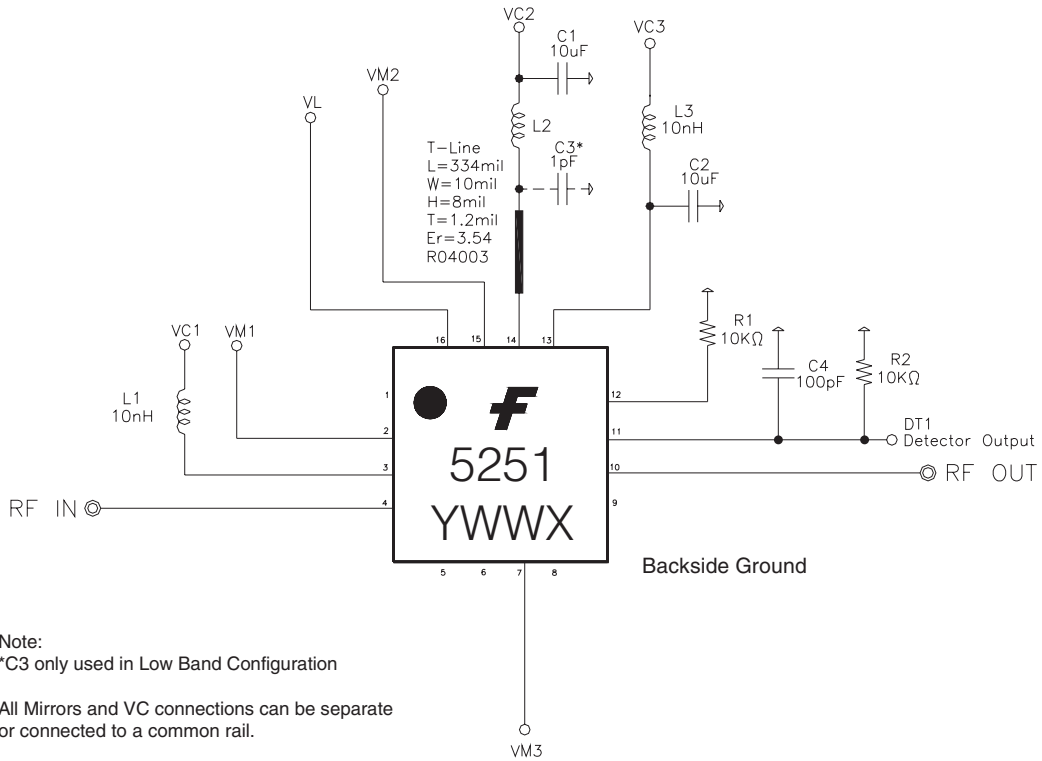 VC2
C1
10uF
VC3
VM2
VL
L3
10nH
L2
T-Line
L=334mil
W=10mil
H=8mil
T=1.2mil
Er=3.54
RO4003
C3*
1pF
C2
10uF
VC1
VM1
16
15
14
13
R1
10KΩ
C4
100pF
R2
10KΩ
L1
10nH
1
12
DT1
Detector Output
2
11
3
5251
10
RF OUT
RF IN
4
YWWX
9
Backside Ground
5
6
7
8
Note:
*C3 only used in Low Band Configuration
All Mirrors and VC connections can be separate
or connected to a common rail.
VM3